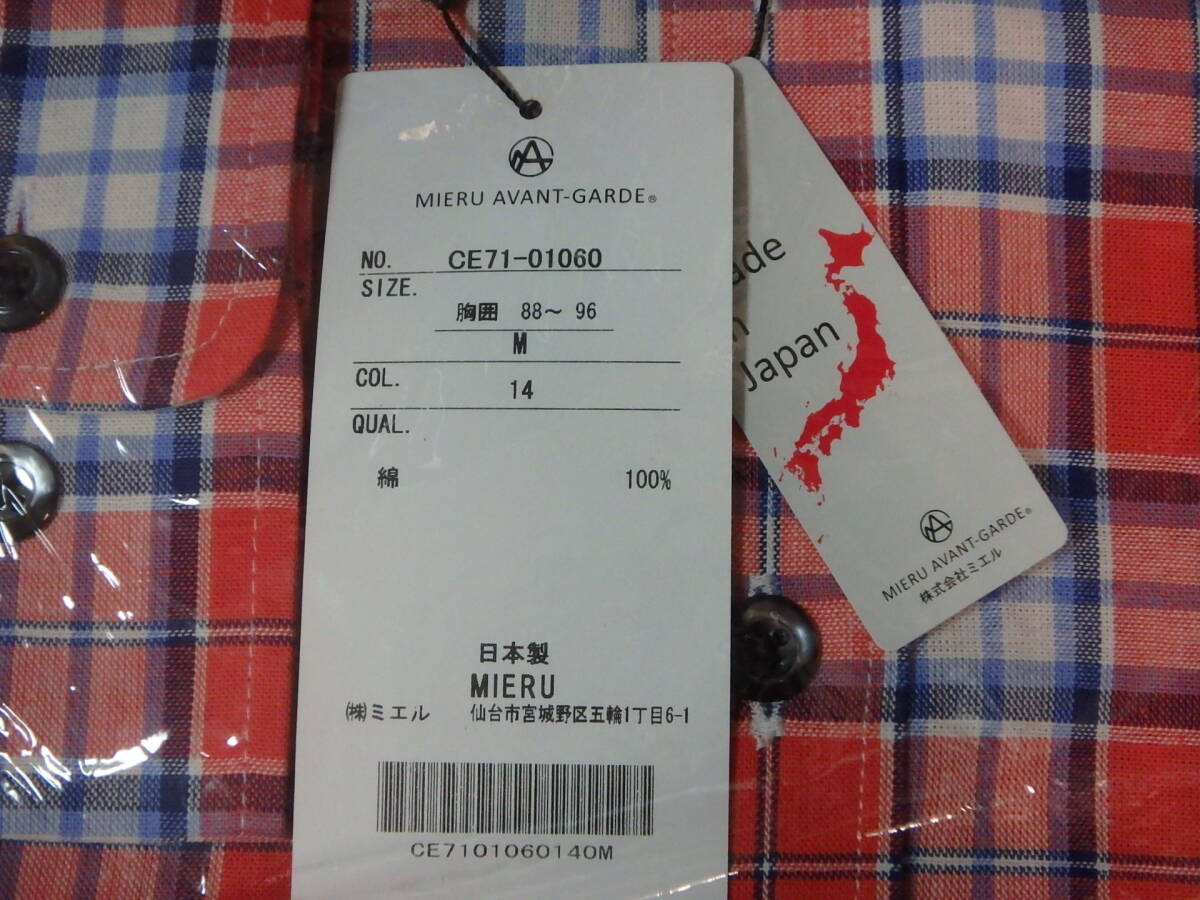 MIERU AVANT-GARDE®
NO. CE71-01060
SIZE.
胸囲 88～ 96
M
COL. 14
QUAL.
綿 100%
日本製
MIERU
㈱ミエル 仙台市宮城野区五輪1丁目6-1
CE7101060140M
Japan
MIERU AVANT-GARDE®
株式会社ミエル